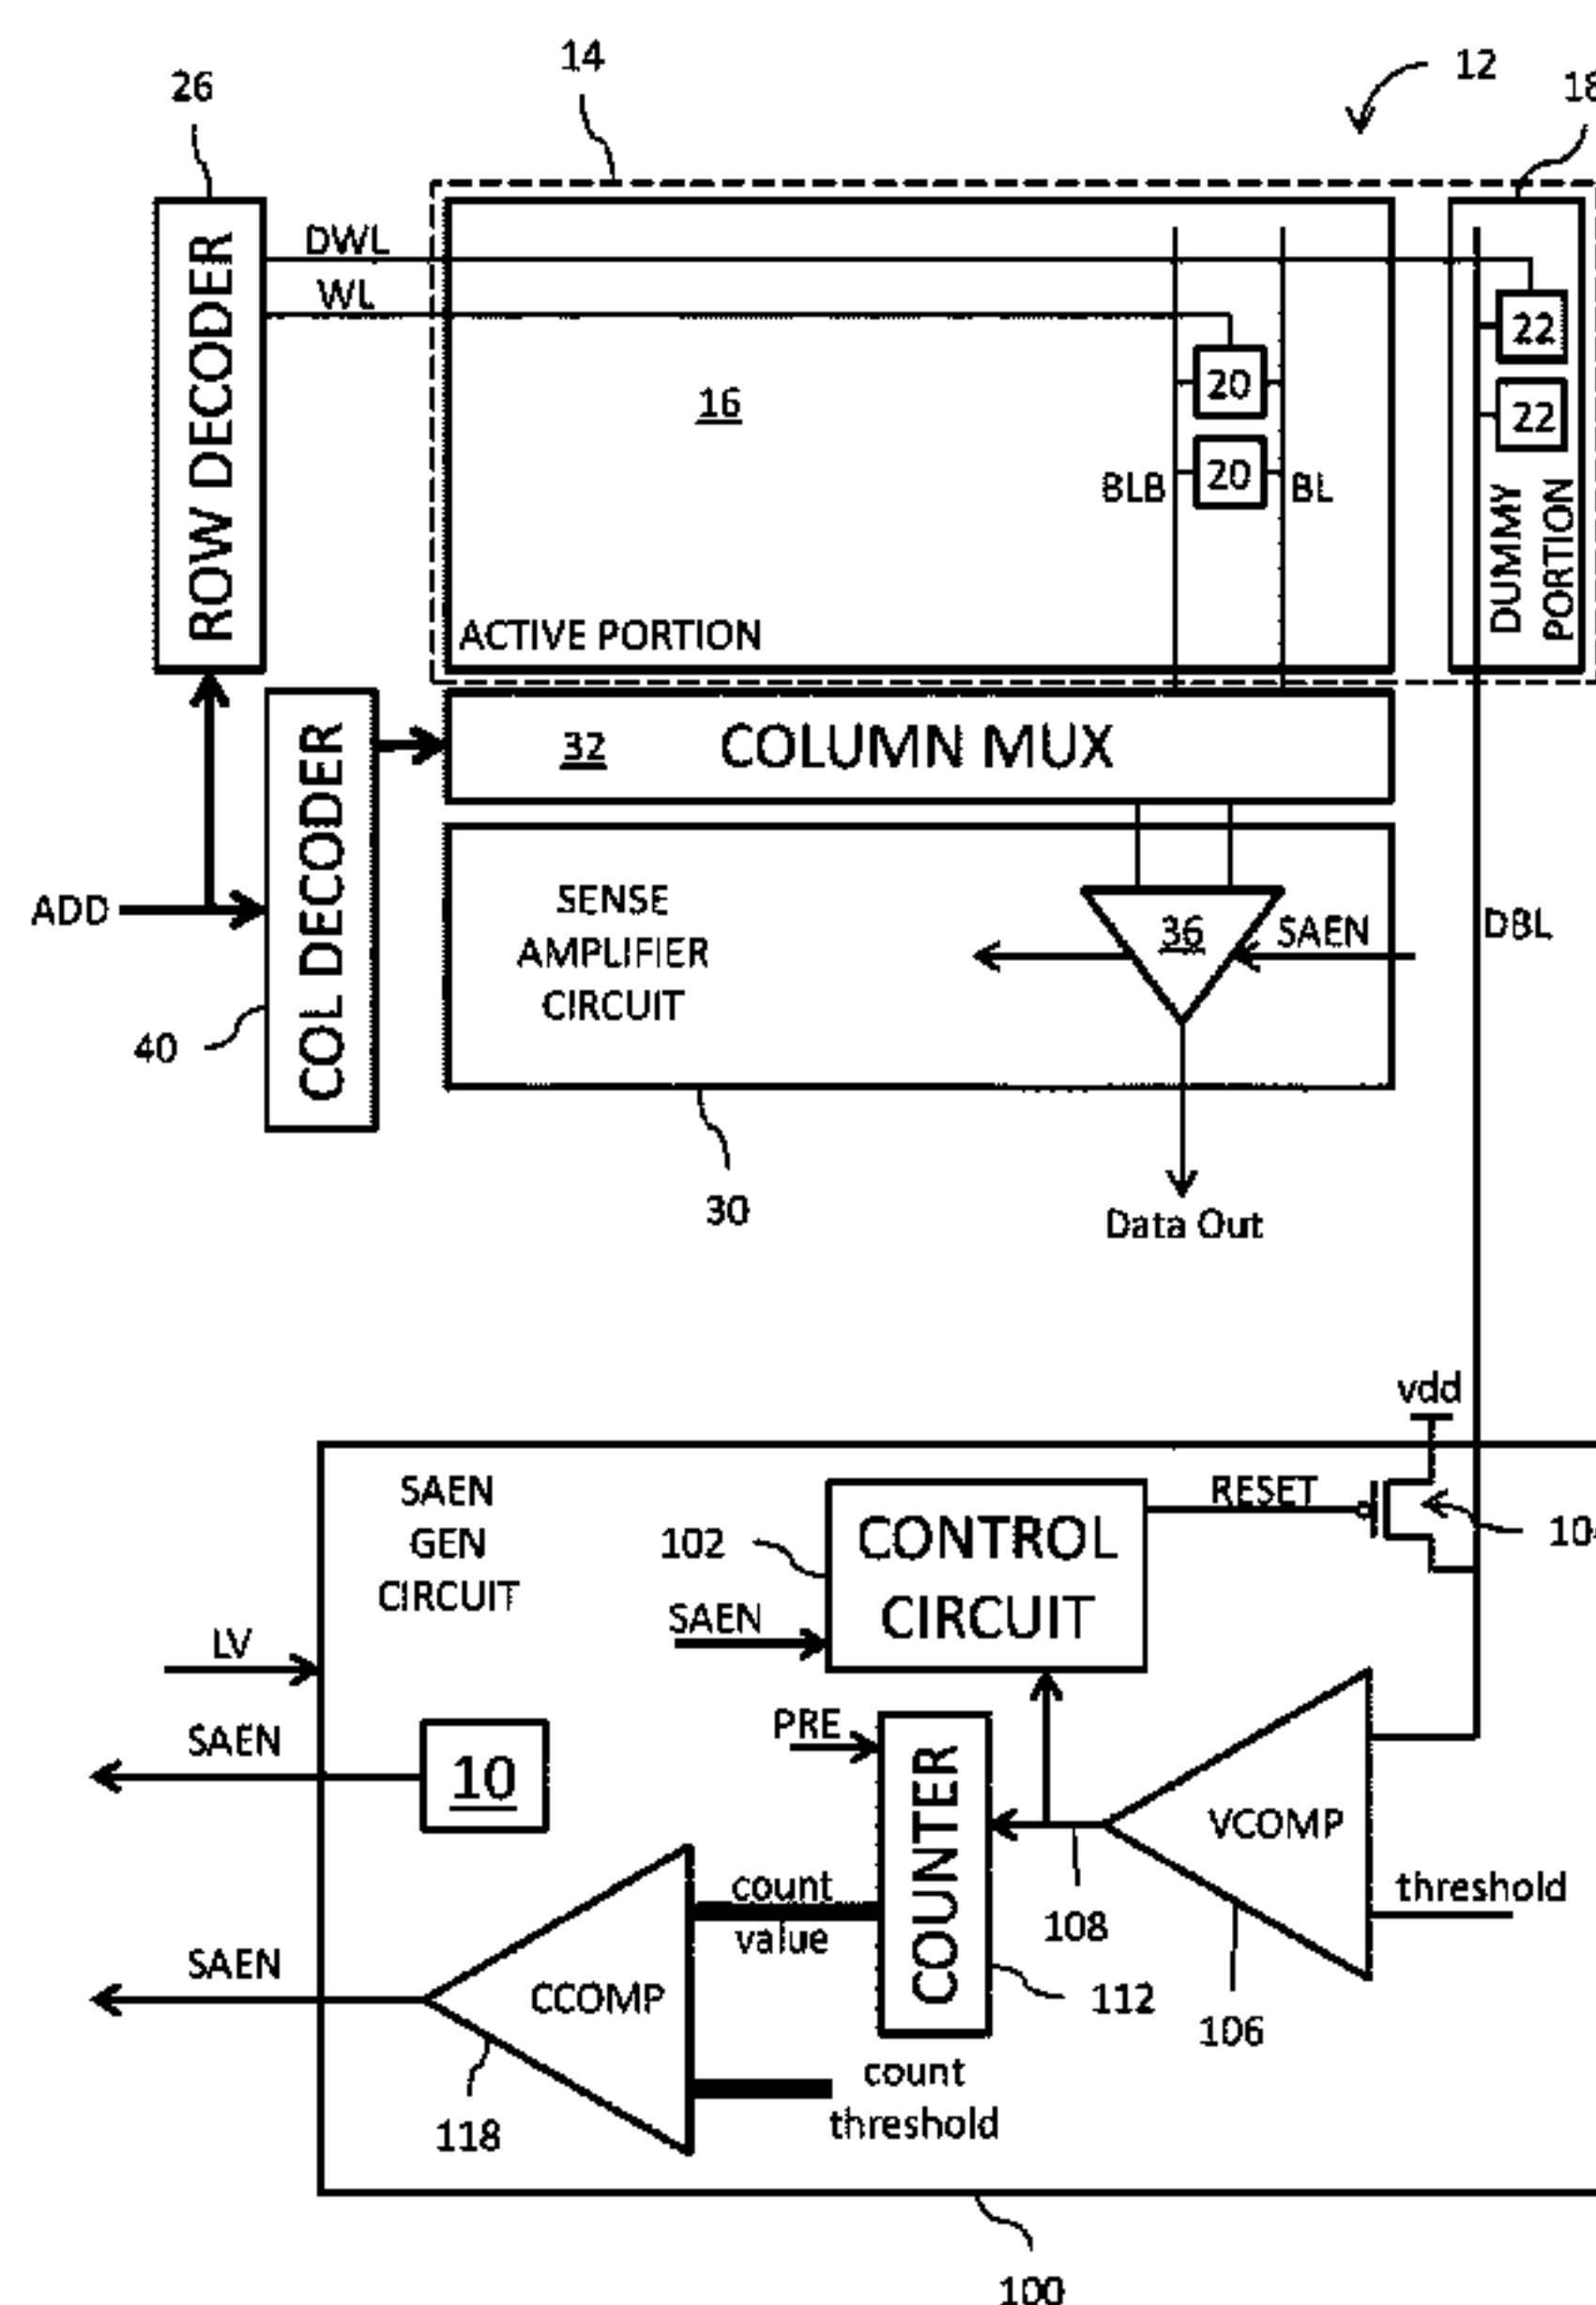 14
12
18
26
DWL
WL
ROW DECODER
16
20
20
BLB
BL
22
22
DUMMY
PORTION
ACTIVE PORTION
32
COLUMN MUX
COL DECODER
ADD
40
SENSE
AMPLIFIER
CIRCUIT
36
SAEN
DBL
30
Data Out
vdd
SAEN
GEN
CIRCUIT
102
CONTROL
CIRCUIT
RESET
SAEN
LV
SAEN
10
PRE
COUNTER
VCOMP
threshold
108
106
112
count
value
SAEN
CCOMP
118
count
threshold
100